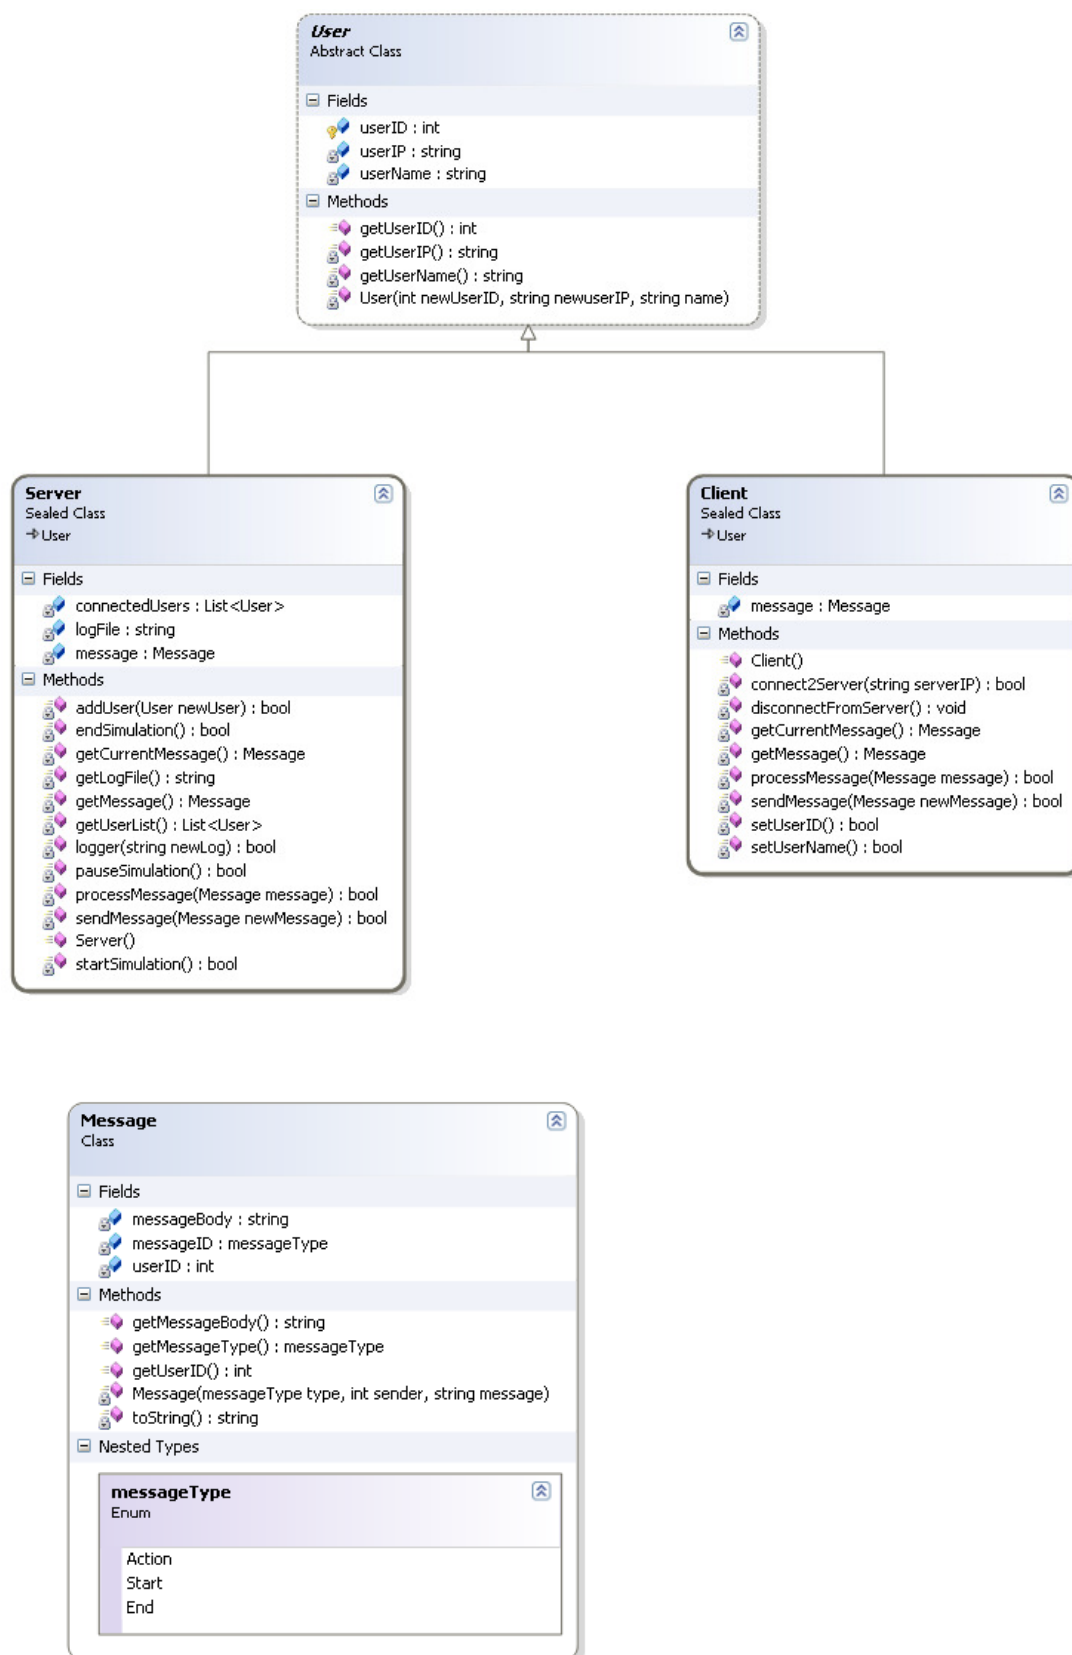 User
Abstract Class
Fields
userID : int
userIP : string
userName : string
Methods
getUserID() : int
getUserIP() : string
getUserName() : string
User(int newUserID, string newuserIP, string name)
Server
Sealed Class
User
Fields
connectedUsers : List<User>
logFile : string
message : Message
Methods
addUser(User newUser) : bool
endSimulation() : bool
getCurrentMessage() : Message
getLogFile() : string
getMessage() : Message
getUserList() : List<User>
logger(string newLog) : bool
pauseSimulation() : bool
processMessage(Message message) : bool
sendMessage(Message newMessage) : bool
Server()
startSimulation() : bool
Client
Sealed Class
User
Fields
message : Message
Methods
Client()
connect2Server(string serverIP) : bool
disconnectFromServer() : void
getCurrentMessage() : Message
getMessage() : Message
processMessage(Message message) : bool
sendMessage(Message newMessage) : bool
setUserID() : bool
setUserName() : bool
Message
Class
Fields
messageBody : string
messageID : messageType
userID : int
Methods
getMessageBody() : string
getMessageType() : messageType
getUserID() : int
Message(messageType type, int sender, string message)
toString() : string
Nested Types
messageType
Enum
Action
Start
End